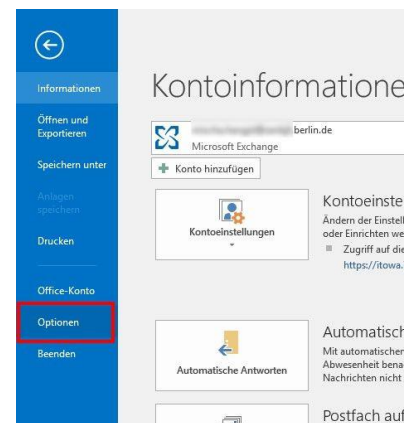 Informationen
Öffnen und
Exportieren
Speichern unter
Anlagen
speichern
Drucken
Office-Konto
Optionen
Beenden
Kontoinformatione
berlin.de
Microsoft Exchange
Konto hinzufügen
Kontoeinstellungen
Kontoeinste
Ändern der Einstell
oder Einrichten we
Zugriff auf die
https://itowa.
Automatische Antworten
Automatisch
Mit automatischen
Abwesenheit bena
Nachrichten nicht
Postfach auf